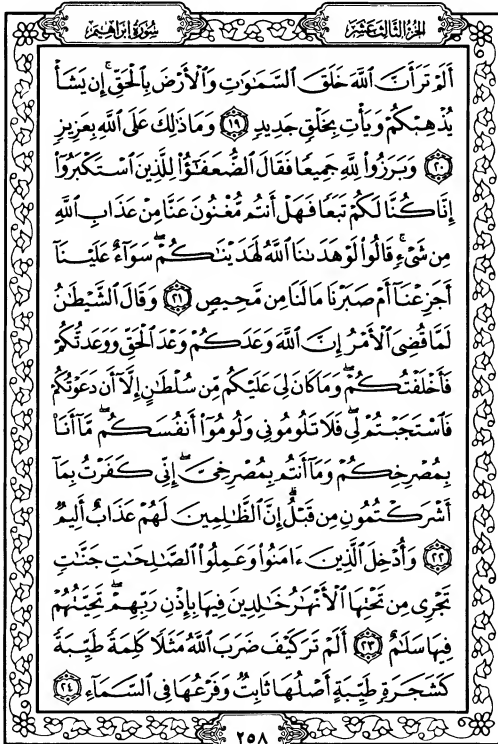 الجزء الثالث عشر
سورة إبراهيم
أَلَمْ تَرَ أَنَّ ٱللَّهَ خَلَقَ ٱلسَّمَٰوَٰتِ وَٱلْأَرْضَ بِٱلْحَقِّ ۚ إِن يَشَأْ
يُذْهِبْكُمْ وَيَأْتِ بِخَلْقٍ جَدِيدٍ ١٩ وَمَا ذَٰلِكَ عَلَى ٱللَّهِ بِعَزِيزٍ
٢٠ وَبَرَزُوا۟ لِلَّهِ جَمِيعًا فَقَالَ ٱلضُّعَفَٰٓؤُا۟ لِلَّذِينَ ٱسْتَكْبَرُوٓا۟
إِنَّا كُنَّا لَكُمْ تَبَعًا فَهَلْ أَنتُم مُّغْنُونَ عَنَّا مِنْ عَذَابِ ٱللَّهِ
مِن شَىْءٍ ۚ قَالُوا۟ لَوْ هَدَىٰنَا ٱللَّهُ لَهَدَيْنَٰكُمْ ۖ سَوَآءٌ عَلَيْنَآ
أَجَزِعْنَآ أَمْ صَبَرْنَا مَا لَنَا مِن مَّحِيصٍ ٢١ وَقَالَ ٱلشَّيْطَٰنُ
لَمَّا قُضِىَ ٱلْأَمْرُ إِنَّ ٱللَّهَ وَعَدَكُمْ وَعْدَ ٱلْحَقِّ وَوَعَدتُّكُمْ
فَأَخْلَفْتُكُمْ ۖ وَمَا كَانَ لِىَ عَلَيْكُم مِّن سُلْطَٰنٍ إِلَّآ أَن دَعَوْتُكُمْ
فَٱسْتَجَبْتُمْ لِى ۖ فَلَا تَلُومُونِى وَلُومُوٓا۟ أَنفُسَكُم ۖ مَّآ أَنَا۠
بِمُصْرِخِكُمْ وَمَآ أَنتُم بِمُصْرِخِىَّ ۖ إِنِّى كَفَرْتُ بِمَآ
أَشْرَكْتُمُونِ مِن قَبْلُ ۗ إِنَّ ٱلظَّٰلِمِينَ لَهُمْ عَذَابٌ أَلِيمٌ
٢٢ وَأُدْخِلَ ٱلَّذِينَ ءَامَنُوا۟ وَعَمِلُوا۟ ٱلصَّٰلِحَٰتِ جَنَّٰتٍ
تَجْرِى مِن تَحْتِهَا ٱلْأَنْهَٰرُ خَٰلِدِينَ فِيهَا بِإِذْنِ رَبِّهِمْ ۖ تَحِيَّتُهُمْ
فِيهَا سَلَٰمٌ ٢٣ أَلَمْ تَرَ كَيْفَ ضَرَبَ ٱللَّهُ مَثَلًا كَلِمَةً طَيِّبَةً
كَشَجَرَةٍ طَيِّبَةٍ أَصْلُهَا ثَابِتٌ وَفَرْعُهَا فِى ٱلسَّمَآءِ ٢٤
٢٥٨